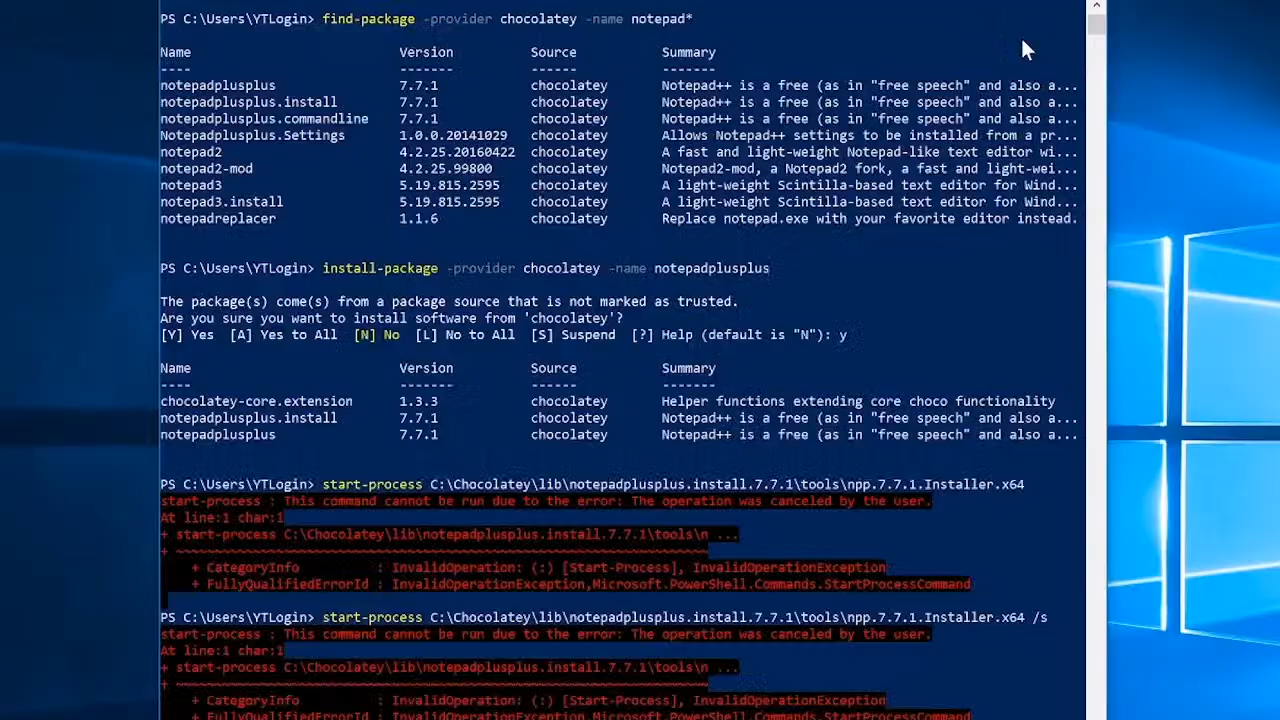 PS C:\Users\YTLogin> find-package -provider chocolatey -name notepad*
Name Version Source Summary
---- ------- ------ -------
notepadplusplus 7.7.1 chocolatey Notepad++ is a free (as in "free speech" and also a...
notepadplusplus.install 7.7.1 chocolatey Notepad++ is a free (as in "free speech" and also a...
notepadplusplus.commandline 7.7.1 chocolatey Notepad++ is a free (as in "free speech" and also a...
Notepadplusplus.Settings 1.0.0.20141029 chocolatey Allows Notepad++ settings to be installed from a pr...
notepad2 4.2.25.20160422 chocolatey A fast and light-weight Notepad-like text editor wi...
notepad2-mod 4.2.25.99800 chocolatey Notepad2-mod, a Notepad2 fork, a fast and light-wei...
notepad3 5.19.815.2595 chocolatey A light-weight Scintilla-based text editor for Wind...
notepad3.install 5.19.815.2595 chocolatey A light-weight Scintilla-based text editor for Wind...
notepadreplacer 1.1.6 chocolatey Replace notepad.exe with your favorite editor instead.
PS C:\Users\YTLogin> install-package -provider chocolatey -name notepadplusplus
The package(s) come(s) from a package source that is not marked as trusted.
Are you sure you want to install software from 'chocolatey'?
[Y] Yes [A] Yes to All [N] No [L] No to All [S] Suspend [?] Help (default is "N"): y
Name Version Source Summary
---- ------- ------ -------
chocolatey-core.extension 1.3.3 chocolatey Helper functions extending core choco functionality
notepadplusplus.install 7.7.1 chocolatey Notepad++ is a free (as in "free speech" and also a...
notepadplusplus 7.7.1 chocolatey Notepad++ is a free (as in "free speech" and also a...
PS C:\Users\YTLogin> start-process C:\Chocolatey\lib\notepadplusplus.install.7.7.1\tools\npp.7.7.1.Installer.x64
start-process : This command cannot be run due to the error: The operation was canceled by the user.
At line:1 char:1
+ start-process C:\Chocolatey\lib\notepadplusplus.install.7.7.1\tools\n ...
+ ~~~~~~~~~~~~~~~~~~~~~~~~~~~~~~~~~~~~~~~~~~~~~~~~~~~~~~~~~~~~~~~~~~~~~
+ CategoryInfo : InvalidOperation: (:) [Start-Process], InvalidOperationException
+ FullyQualifiedErrorId : InvalidOperationException,Microsoft.PowerShell.Commands.StartProcessCommand
PS C:\Users\YTLogin> start-process C:\Chocolatey\lib\notepadplusplus.install.7.7.1\tools\npp.7.7.1.Installer.x64 /s
start-process : This command cannot be run due to the error: The operation was canceled by the user.
At line:1 char:1
+ start-process C:\Chocolatey\lib\notepadplusplus.install.7.7.1\tools\n ...
+ ~~~~~~~~~~~~~~~~~~~~~~~~~~~~~~~~~~~~~~~~~~~~~~~~~~~~~~~~~~~~~~~~~~~~~
+ CategoryInfo : InvalidOperation: (:) [Start-Process], InvalidOperationException
+ FullyQualifiedErrorId : InvalidOperationException,Microsoft.PowerShell.Commands.StartProcessCommand